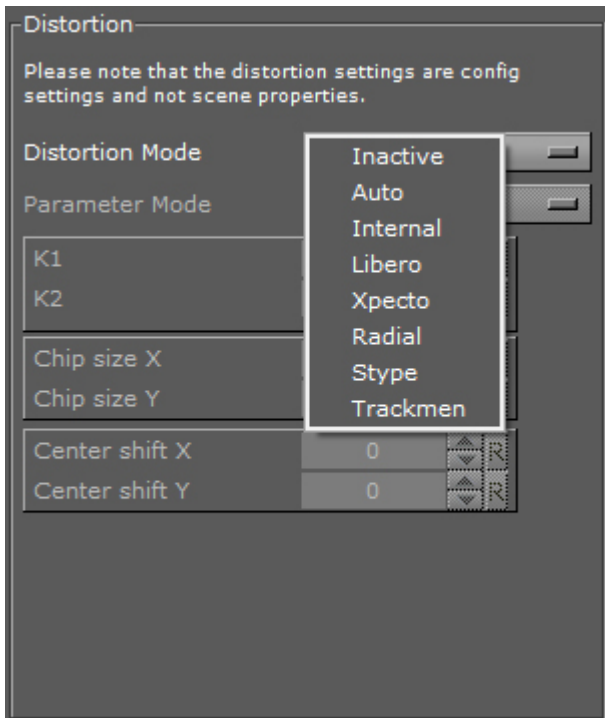 Distortion
Please note that the distortion settings are config
settings and not scene properties.
Distortion Mode
Inactive
Auto
Internal
Libero
Xpecto
Radial
Stype
Trackmen
Parameter Mode
K1
K2
Chip size X
Chip size Y
Center shift X 0 R
Center shift Y 0 R